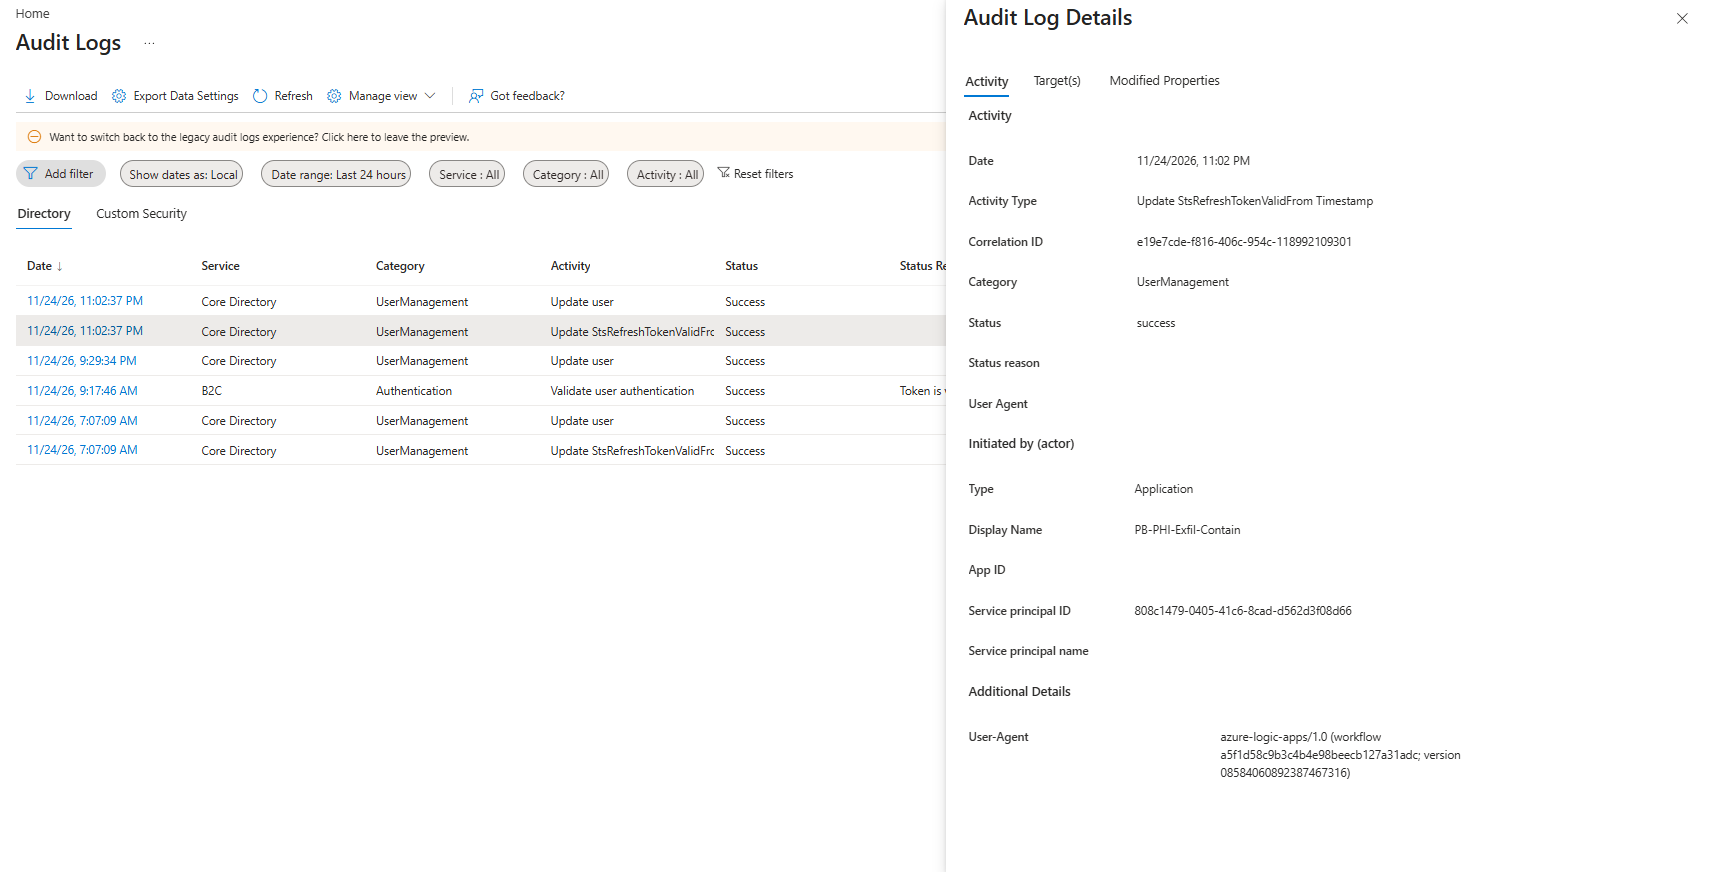 Home
Audit Logs ...
Download Export Data Settings Refresh Manage view Got feedback?
Want to switch back to the legacy audit logs experience? Click here to leave the preview.
Add filter Show dates as: Local Date range: Last 24 hours Service : All Category : All Activity : All Reset filters
Directory Custom Security
Date ↓ Service Category Activity Status Status Re
11/24/26, 11:02:37 PM Core Directory UserManagement Update user Success
11/24/26, 11:02:37 PM Core Directory UserManagement Update StsRefreshTokenValidFro Success
11/24/26, 9:29:34 PM Core Directory UserManagement Update user Success
11/24/26, 9:17:46 AM B2C Authentication Validate user authentication Success Token is
11/24/26, 7:07:09 AM Core Directory UserManagement Update user Success
11/24/26, 7:07:09 AM Core Directory UserManagement Update StsRefreshTokenValidFro Success
Audit Log Details
Activity Target(s) Modified Properties
Activity
Date 11/24/2026, 11:02 PM
Activity Type Update StsRefreshTokenValidFrom Timestamp
Correlation ID e19e7cde-f816-406c-954c-118992109301
Category UserManagement
Status success
Status reason
User Agent
Initiated by (actor)
Type Application
Display Name PB-PHI-Exfil-Contain
App ID
Service principal ID 808c1479-0405-41c6-8cad-d562d3f08d66
Service principal name
Additional Details
User-Agent azure-logic-apps/1.0 (workflow
a5f1d58c9b3c4b4e98beecb127a31adc; version
08584060892387467316)